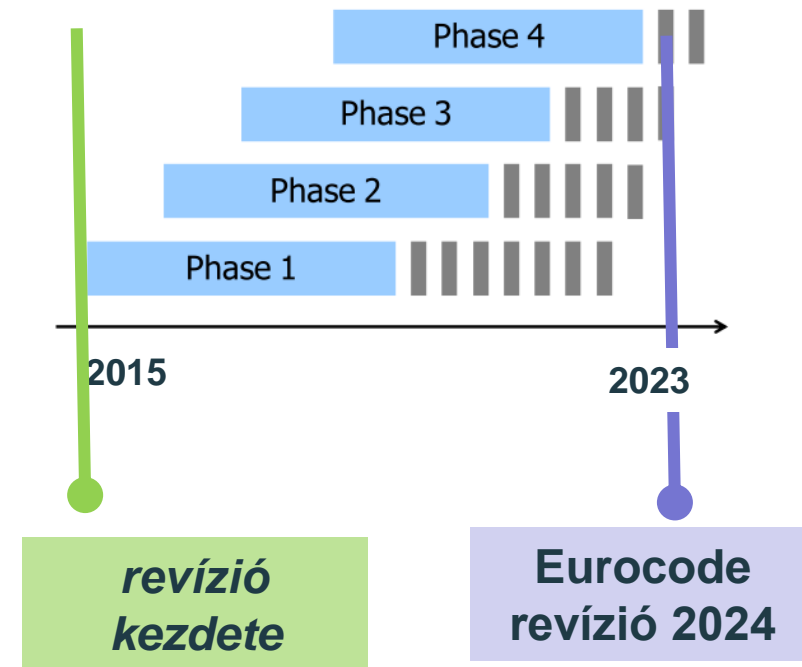 Phase 4
Phase 3
Phase 2
Phase 1
2015
2023
revízió
kezdete
Eurocode
revízió 2024